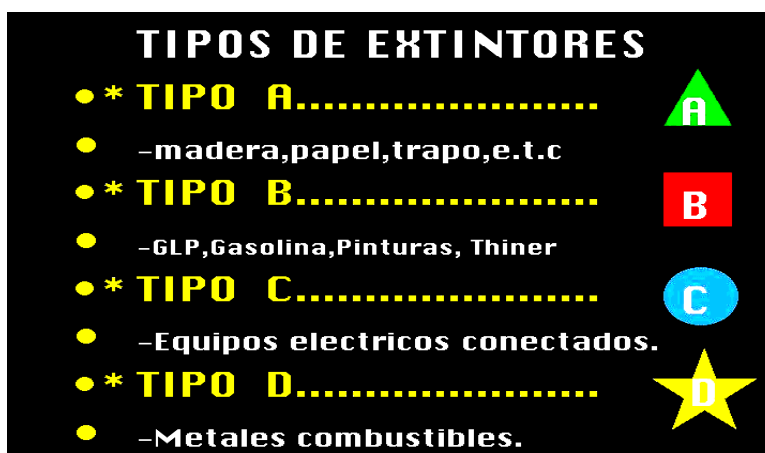 TIPOS DE EXTINTORES
* TIPO A...................... A
-madera,papel,trapo,e.t.c
* TIPO B...................... B
-GLP,Gasolina,Pinturas, Thiner
* TIPO C...................... C
-Equipos electricos conectados.
* TIPO D...................... D
-Metales combustibles.